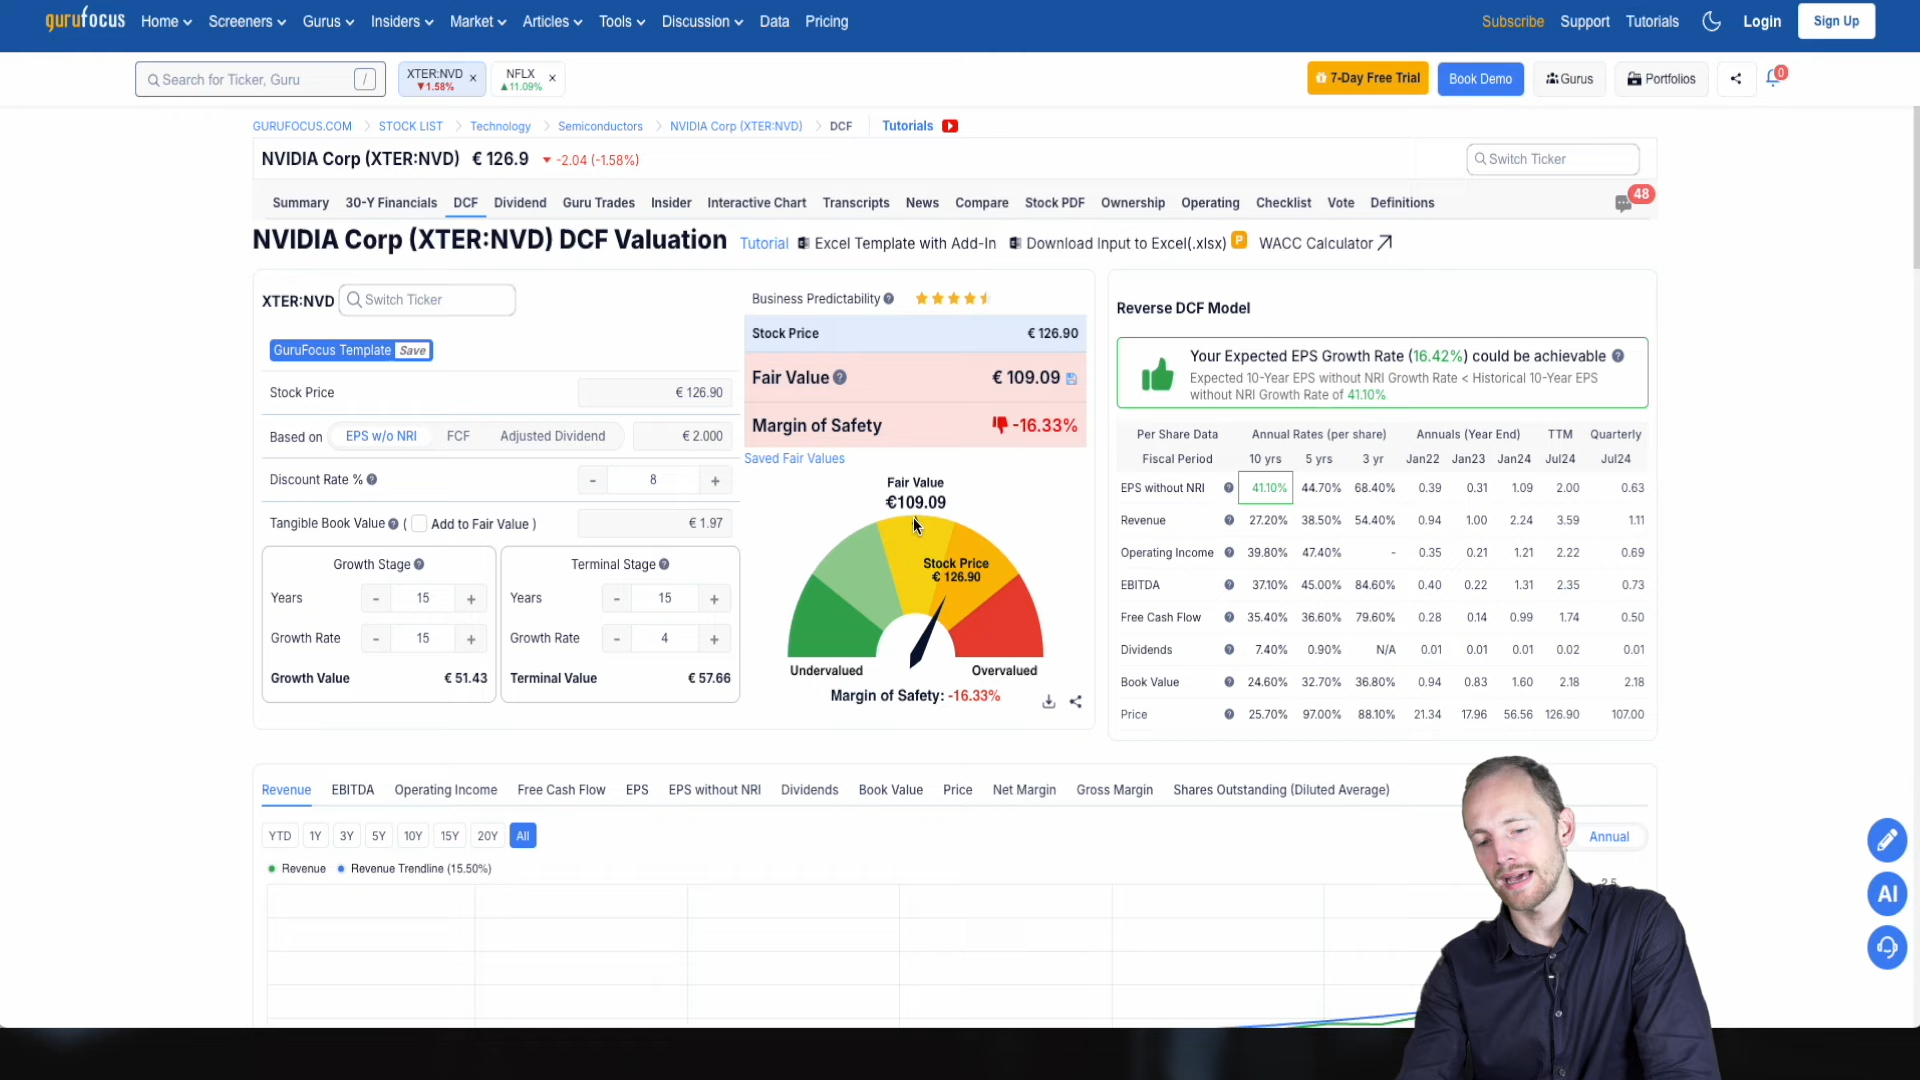 gurufocus Home Screeners Gurus Insiders Market Articles Tools Discussion Data Pricing Subscribe Support Tutorials Login Sign Up
Search for Ticker, Guru / XTER:NVD × ▼1.58% NFLX × ▲11.09% 7-Day Free Trial Book Demo Gurus Portfolios 0
GURUFOCUS.COM STOCK LIST Technology Semiconductors NVIDIA Corp (XTER:NVD) DCF Tutorials
NVIDIA Corp (XTER:NVD) € 126.9 ▼ -2.04 (-1.58%) Switch Ticker
Summary 30-Y Financials DCF Dividend Guru Trades Insider Interactive Chart Transcripts News Compare Stock PDF Ownership Operating Checklist Vote Definitions 48
NVIDIA Corp (XTER:NVD) DCF Valuation Tutorial Excel Template with Add-In Download Input to Excel(.xlsx) P WACC Calculator
XTER:NVD Switch Ticker
GuruFocus Template Save
Stock Price € 126.90
Based on EPS w/o NRI FCF Adjusted Dividend € 2.000
Discount Rate % - 8 +
Tangible Book Value ( Add to Fair Value ) € 1.97
Growth Stage
Years - 15 +
Growth Rate - 15 +
Growth Value € 51.43
Terminal Stage
Years - 15 +
Growth Rate - 4 +
Terminal Value € 57.66
Business Predictability
Stock Price € 126.90
Fair Value € 109.09
Margin of Safety -16.33%
Saved Fair Values
Fair Value
€109.09
Stock Price
€ 126.90
Undervalued Overvalued
Margin of Safety: -16.33%
Reverse DCF Model
Your Expected EPS Growth Rate (16.42%) could be achievable
Expected 10-Year EPS without NRI Growth Rate < Historical 10-Year EPS
without NRI Growth Rate of 41.10%
Per Share Data Annual Rates (per share) Annuals (Year End) TTM Quarterly
Fiscal Period 10 yrs 5 yrs 3 yr Jan22 Jan23 Jan24 Jul24 Jul24
EPS without NRI 41.10% 44.70% 68.40% 0.39 0.31 1.09 2.00 0.63
Revenue 27.20% 38.50% 54.40% 0.94 1.00 2.24 3.59 1.11
Operating Income 39.80% 47.40% - 0.35 0.21 1.21 2.22 0.69
EBITDA 37.10% 45.00% 84.60% 0.40 0.22 1.31 2.35 0.73
Free Cash Flow 35.40% 36.60% 79.60% 0.28 0.14 0.99 1.74 0.50
Dividends 7.40% 0.90% N/A 0.01 0.01 0.01 0.02 0.01
Book Value 24.60% 32.70% 36.80% 0.94 0.83 1.60 2.18 2.18
Price 25.70% 97.00% 88.10% 21.34 17.96 56.56 126.90 107.00
Revenue EBITDA Operating Income Free Cash Flow EPS EPS without NRI Dividends Book Value Price Net Margin Gross Margin Shares Outstanding (Diluted Average)
YTD 1Y 3Y 5Y 10Y 15Y 20Y All Annual
Revenue Revenue Trendline (15.50%)
AI